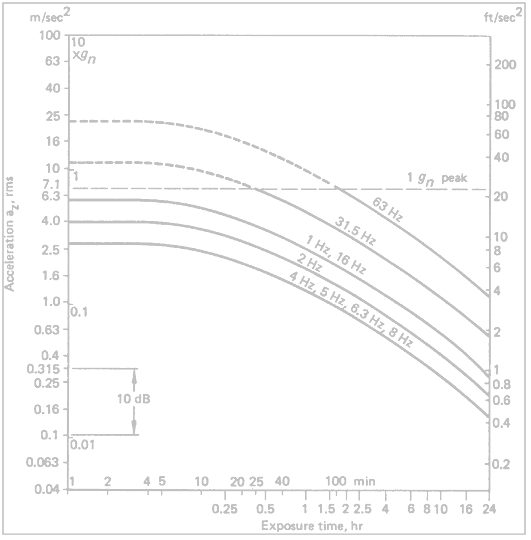 m/sec2
ft/sec2
100
10
xgn
63
200
40
25
100
80
16
60
10
40
1
1 gn peak
7.1
6.3
20
63 Hz
4.0
31.5 Hz
10
1 Hz, 16 Hz
2.5
8
2 Hz
6
1.6
4 Hz, 5 Hz, 6.3 Hz, 8 Hz
4
1.0
0.1
0.63
2
0.4
0.315
1
0.25
0.8
10 dB
0.6
0.16
0.4
0.1
0.01
0.063
0.2
0.04
1 2 4 5 10 20 25 40 100 min
0.25 0.5 1 1.5 2 2.5 4 6 8 10 16 24
Exposure time, hr
Acceleration az, rms